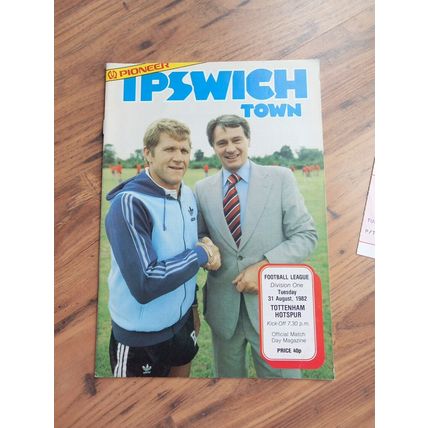 PIONEER
IPSWICH
TOWN
FOOTBALL LEAGUE
Division One
Tuesday
31 August, 1982
TOTTENHAM
HOTSPUR
Kick-Off 7.30 p.m.
Official Match
Day Magazine
PRICE 40p